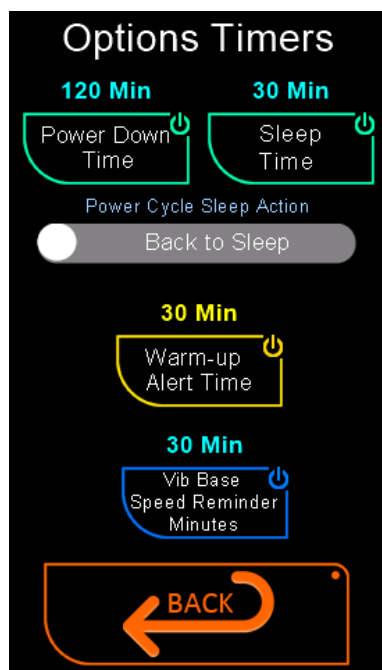 Options Timers
120 Min
30 Min
Power Down
Time
Sleep
Time
Power Cycle Sleep Action
Back to Sleep
30 Min
Warm-up
Alert Time
30 Min
Vib Base
Speed Reminder
Minutes
BACK